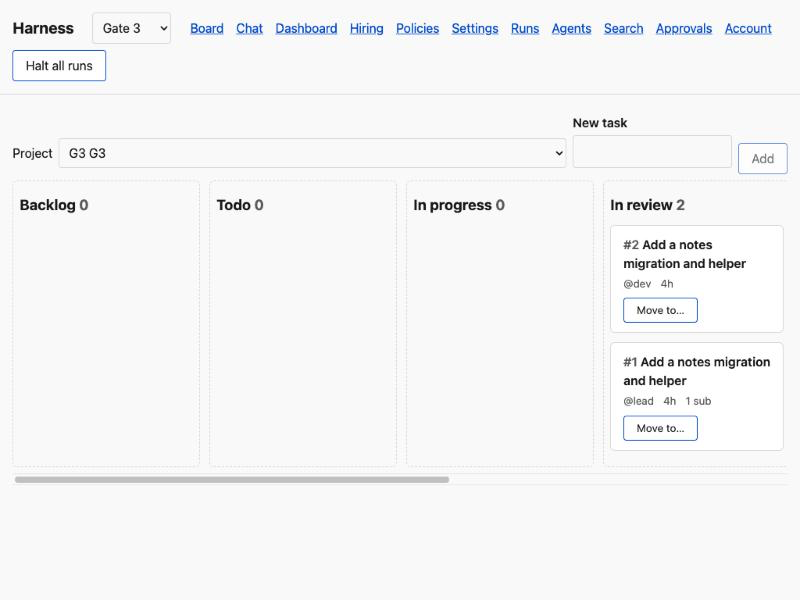 Harness
Gate 3
Board Chat Dashboard Hiring Policies Settings Runs Agents Search Approvals Account
Halt all runs
New task
Project
G3 G3
Add
Backlog 0
Todo 0
In progress 0
In review 2
#2 Add a notes
migration and helper
@dev 4h
Move to...
#1 Add a notes migration
and helper
@lead 4h 1 sub
Move to...